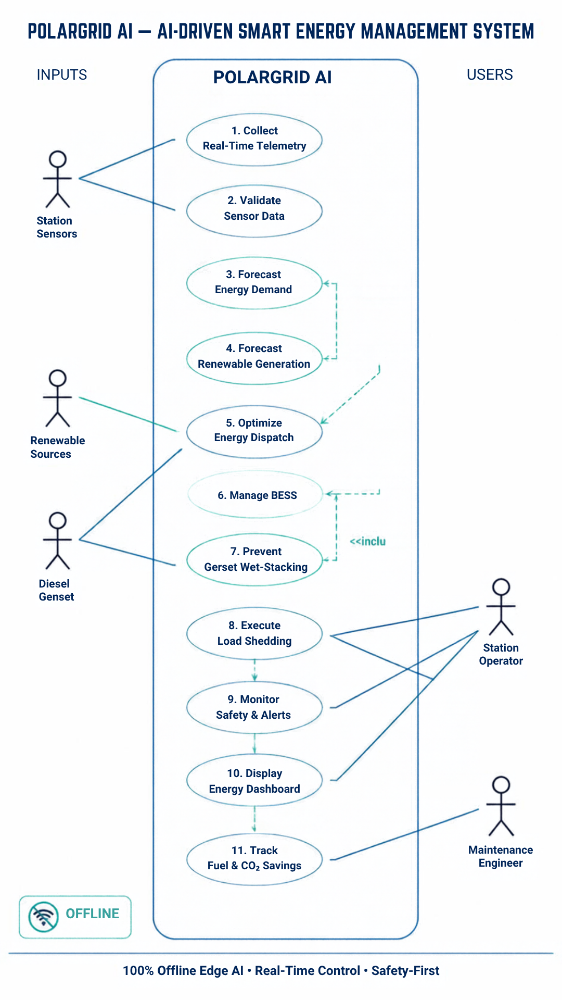 POLARGRID AI — AI-DRIVEN SMART ENERGY MANAGEMENT SYSTEM
INPUTS
POLARGRID AI
USERS
1. Collect
Real-Time Telemetry
Station
Sensors
2. Validate
Sensor Data
3. Forecast
Energy Demand
4. Forecast
Renewable Generation
Renewable
Sources
5. Optimize
Energy Dispatch
6. Manage BESS
<<inclu
7. Prevent
Gerset Wet-Stacking
Diesel
Genset
8. Execute
Load Shedding
Station
Operator
9. Monitor
Safety & Alerts
10. Display
Energy Dashboard
11. Track
Fuel & CO₂ Savings
Maintenance
Engineer
OFFLINE
100% Offline Edge AI • Real-Time Control • Safety-First